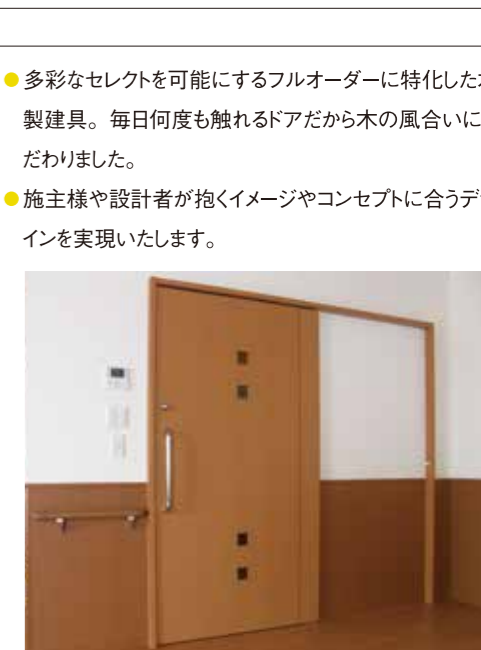 ●多彩なセレクトを可能にするフルオーダーに特化した
製建具。毎日何度も触れるドアだから木の風合いに
だわりました。
●施主様や設計者が抱くイメージやコンセプトに合うデ
インを実現いたします。